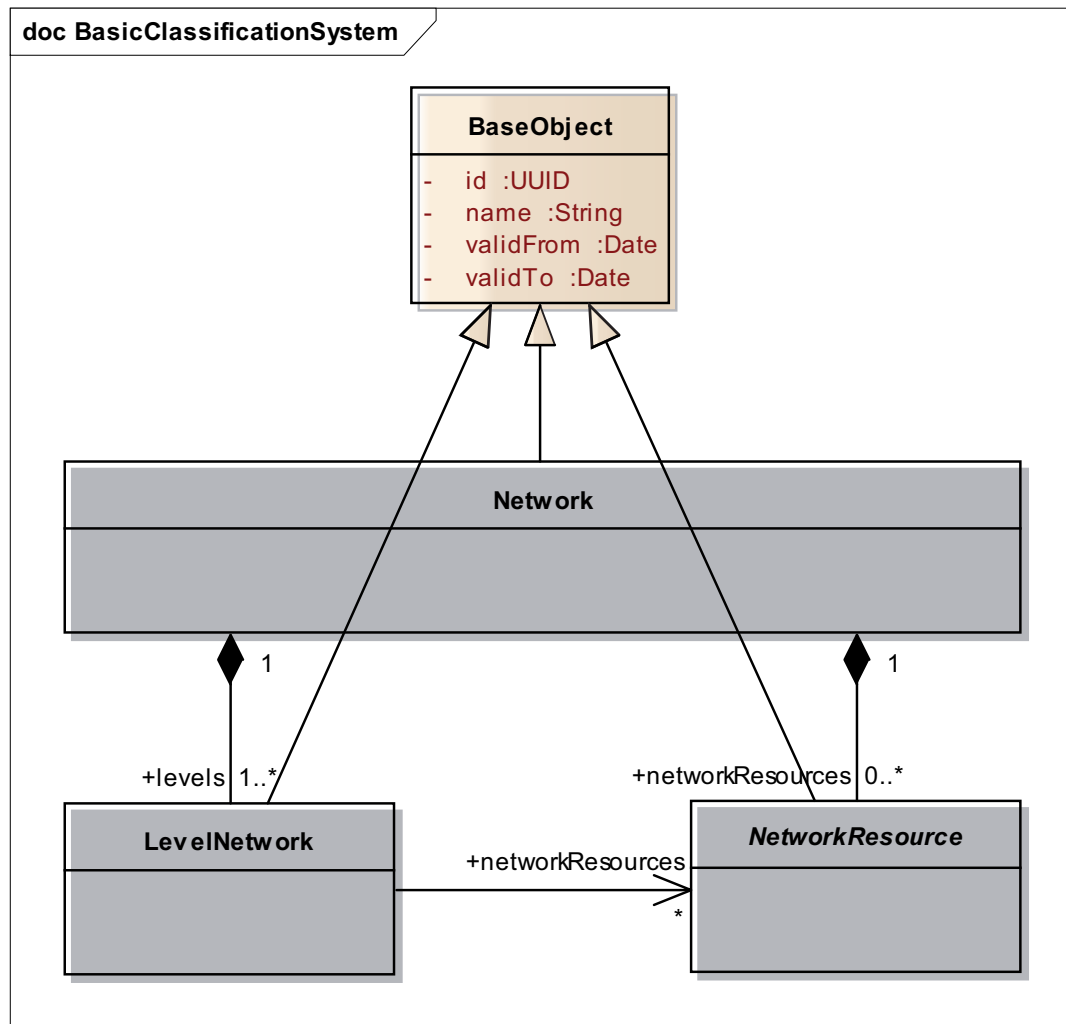 doc BasicClassificationSystem
BaseObject
- id :UUID
- name :String
- validFrom :Date
- validTo :Date
Network
1
1
+levels 1..*
+networkResources 0..*
LevelNetwork
NetworkResource
+networkResources
*